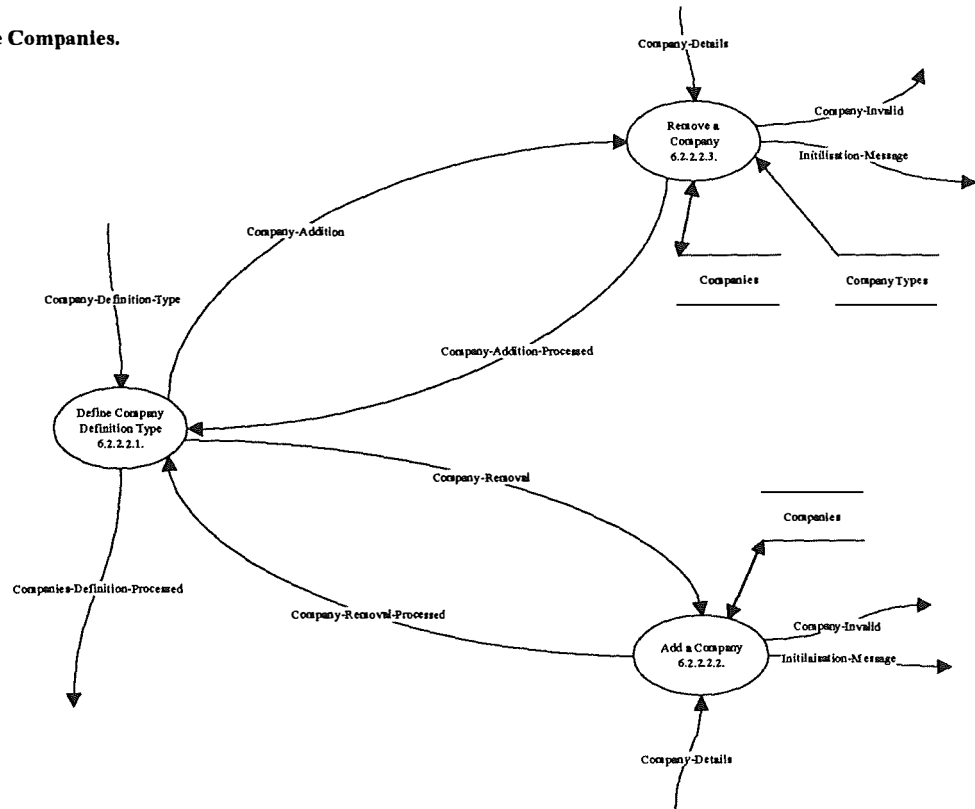 Companies.
Company-Details
Remove a
Company
6.2.2.2.3.
Company-Invalid
Initilisation-Message
Company-Addition
Companies
Company Types
Company-Definition-Type
Company-Addition-Processed
Define Company
Definition Type
6.2.2.2.1.
Company-Removal
Companies
Companies-Definition-Processed
Company-Removal-Processed
Company-Invalid
Add a Company
6.2.2.2.2.
Initilaisation-Message
Company-Details